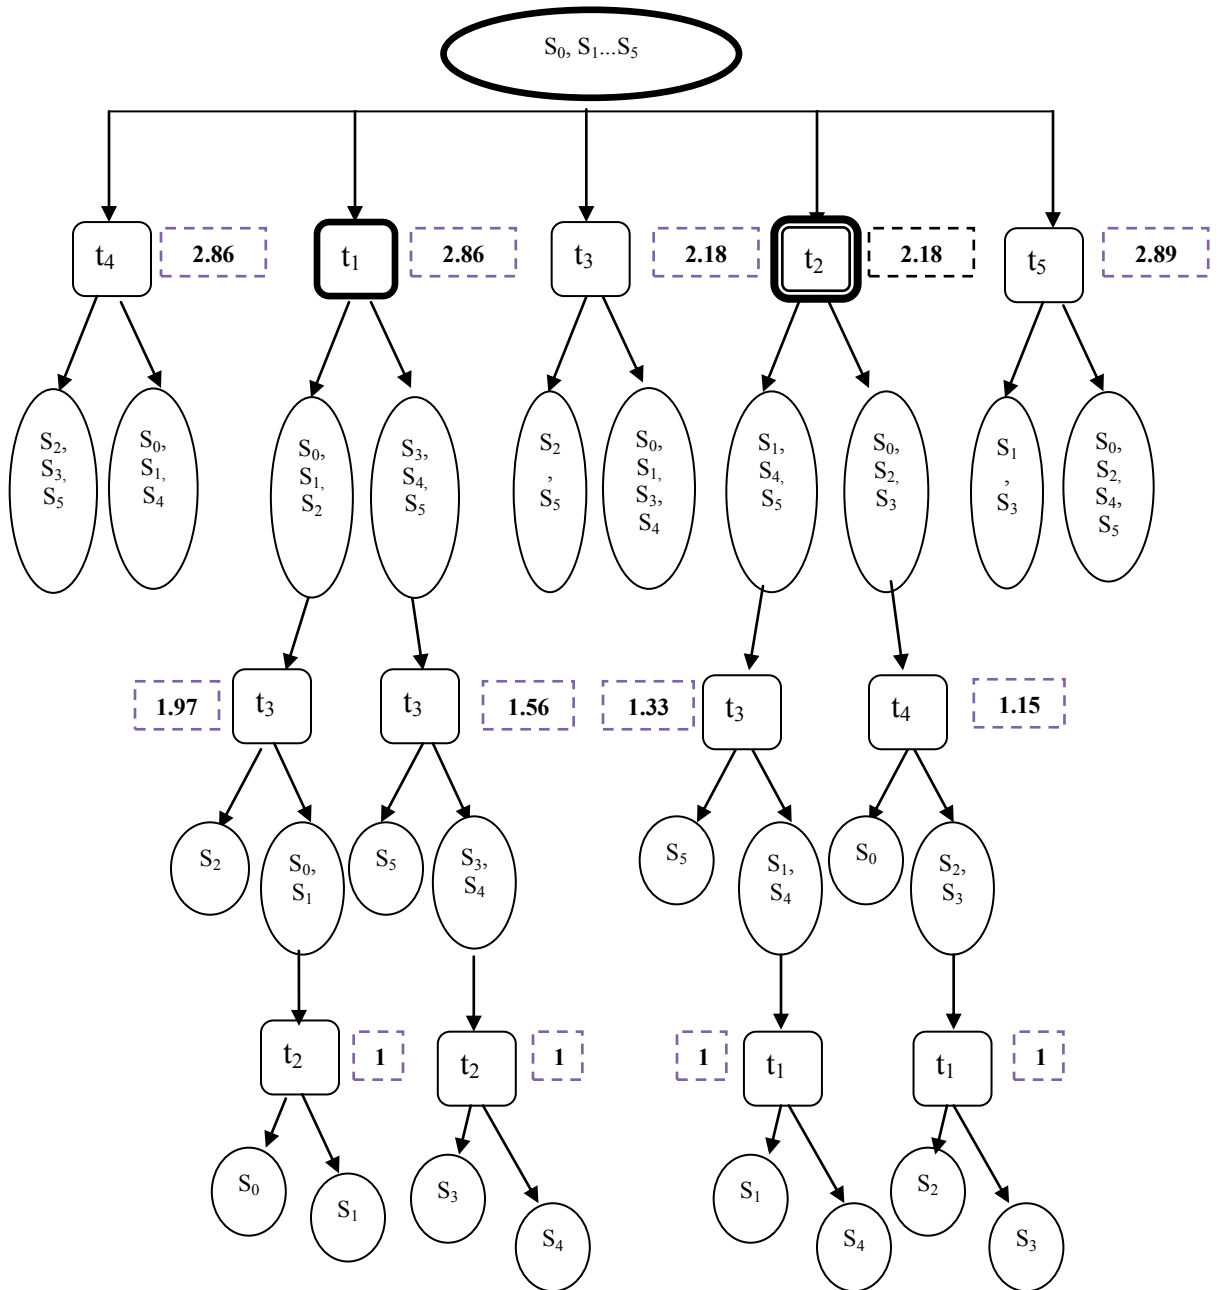 S₀, S₁...S₅
t₄
2.86
t₁
2.86
t₃
2.18
t₂
2.18
t₅
2.89
S₂,
S₃,
S₅
S₀,
S₁,
S₄
S₀,
S₁,
S₂
S₃,
S₄,
S₅
S₂
,
S₅
S₀,
S₁,
S₃,
S₄
S₁,
S₄,
S₅
S₀,
S₂,
S₃
S₁
,
S₃
S₀,
S₂,
S₄,
S₅
1.97
t₃
t₃
1.56
1.33
t₃
t₄
1.15
S₂
S₀,
S₁
S₅
S₃,
S₄
S₅
S₁,
S₄
S₀
S₂,
S₃
t₂
1
t₂
1
1
t₁
t₁
1
S₀
S₁
S₃
S₄
S₁
S₄
S₂
S₃